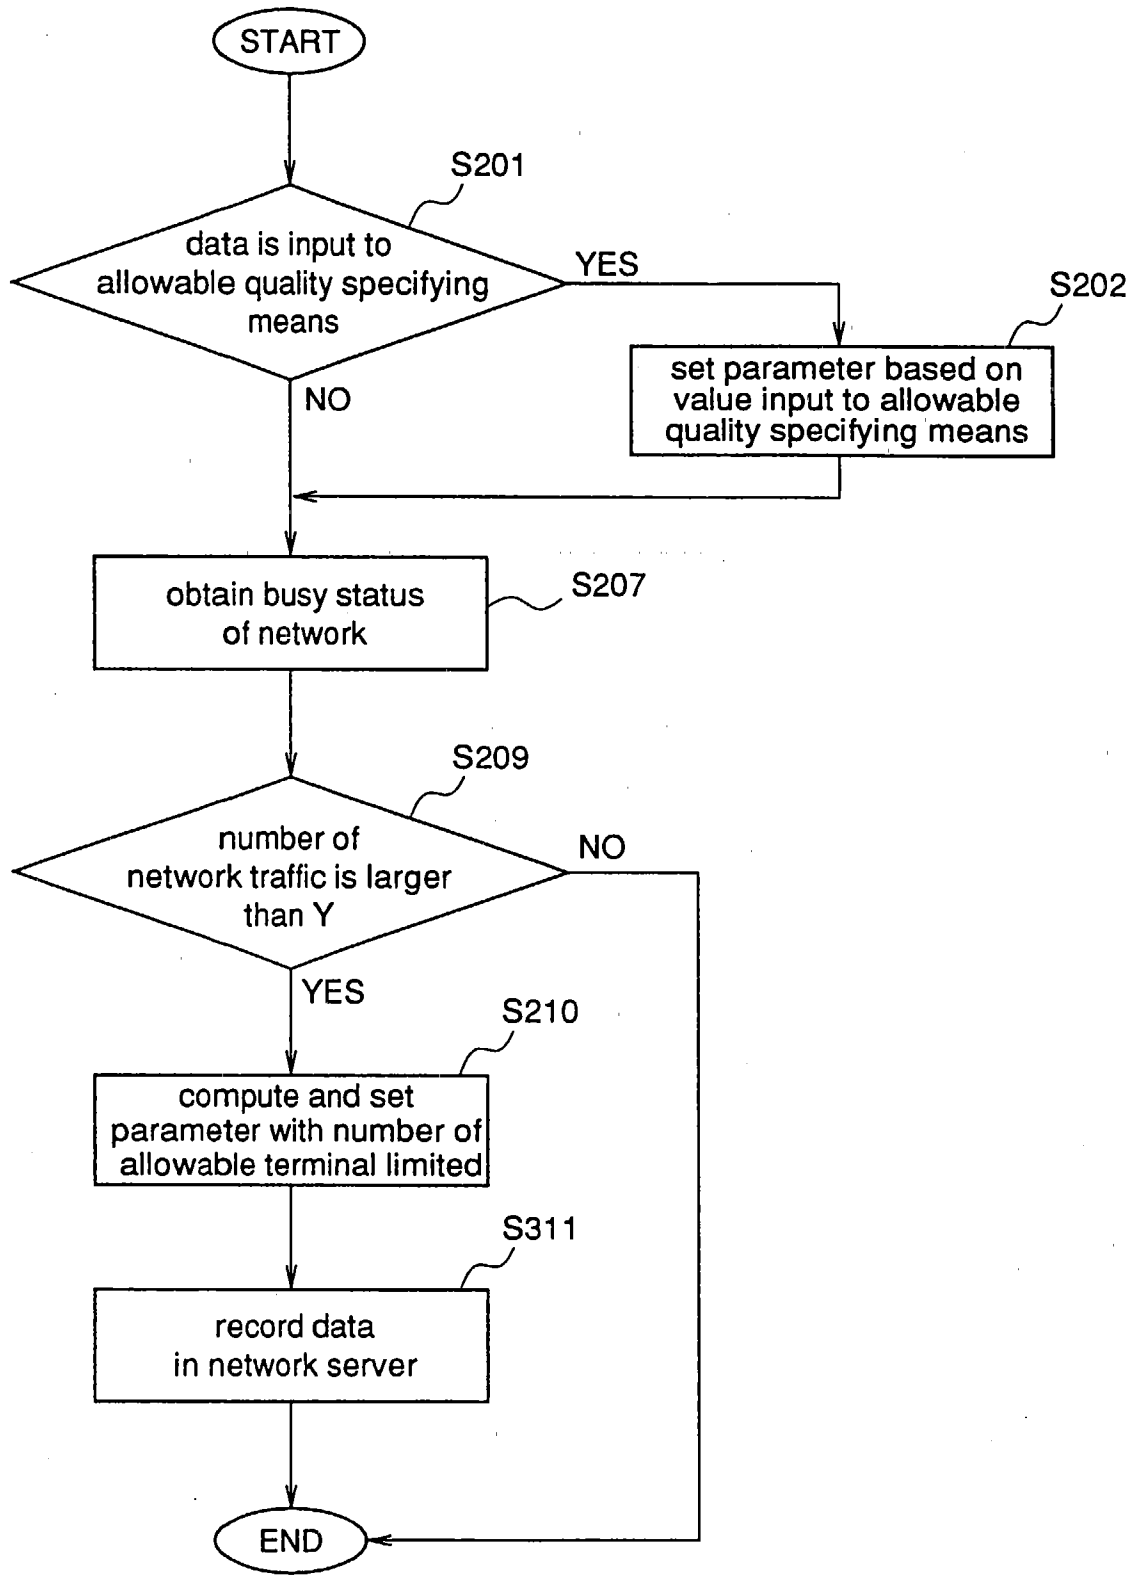 START
S201
data is input to
allowable quality specifying
means
YES
S202
set parameter based on
value input to allowable
quality specifying means
NO
obtain busy status
of network
S207
S209
number of
network traffic is larger
than Y
NO
YES
S210
compute and set
parameter with number of
allowable terminal limited
S311
record data
in network server
END